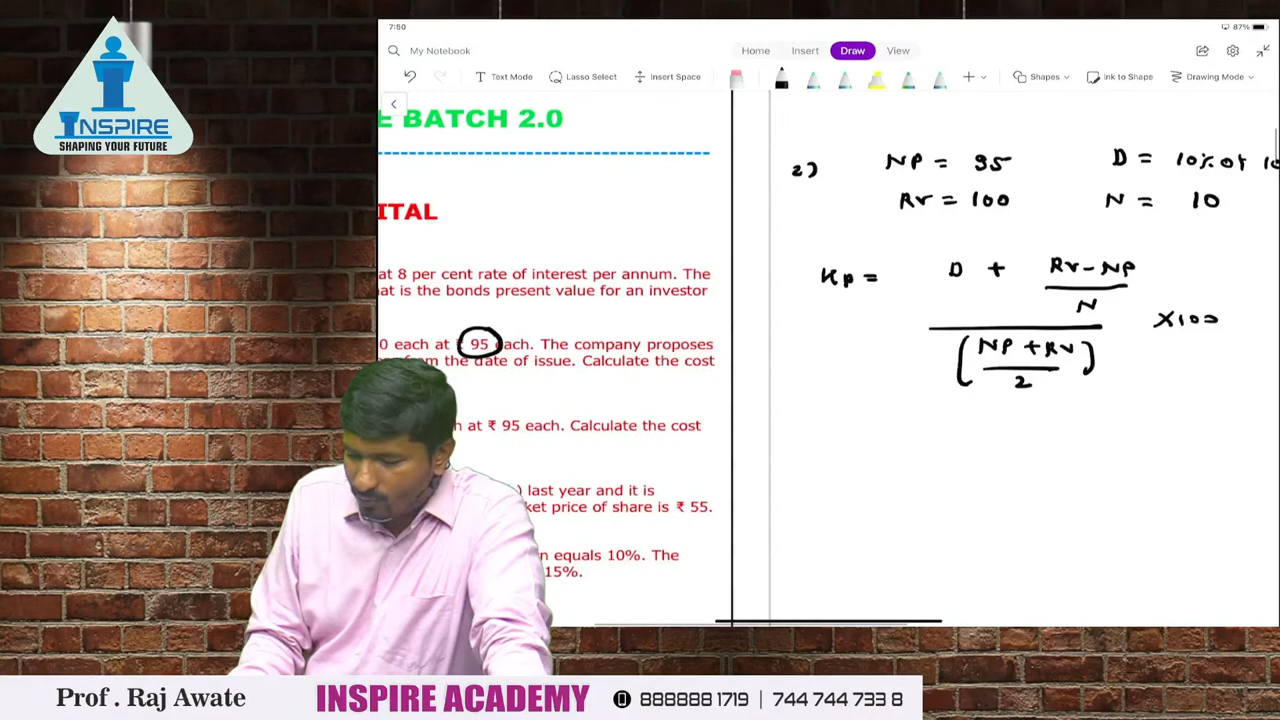 INSPIRE
SHAPING YOUR FUTURE
7:50
87%
My Notebook
Home Insert Draw View
Text Mode Lasso Select Insert Space Shapes Ink to Shape Drawing Mode
E BATCH 2.0
ITAL
at 8 per cent rate of interest per annum. The
at is the bonds present value for an investor
0 each at ₹ 95 each. The company proposes
from the date of issue. Calculate the cost
at ₹ 95 each. Calculate the cost
) last year and it is
ket price of share is ₹ 55.
n equals 10%. The
15%.
2) NP = 95 D = 10% of 10
RV = 100 N = 10
Kp = D + RV - NP
N
X100
(NP + RV)
2
Prof . Raj Awate INSPIRE ACADEMY 888888 1719 | 744 744 733 8